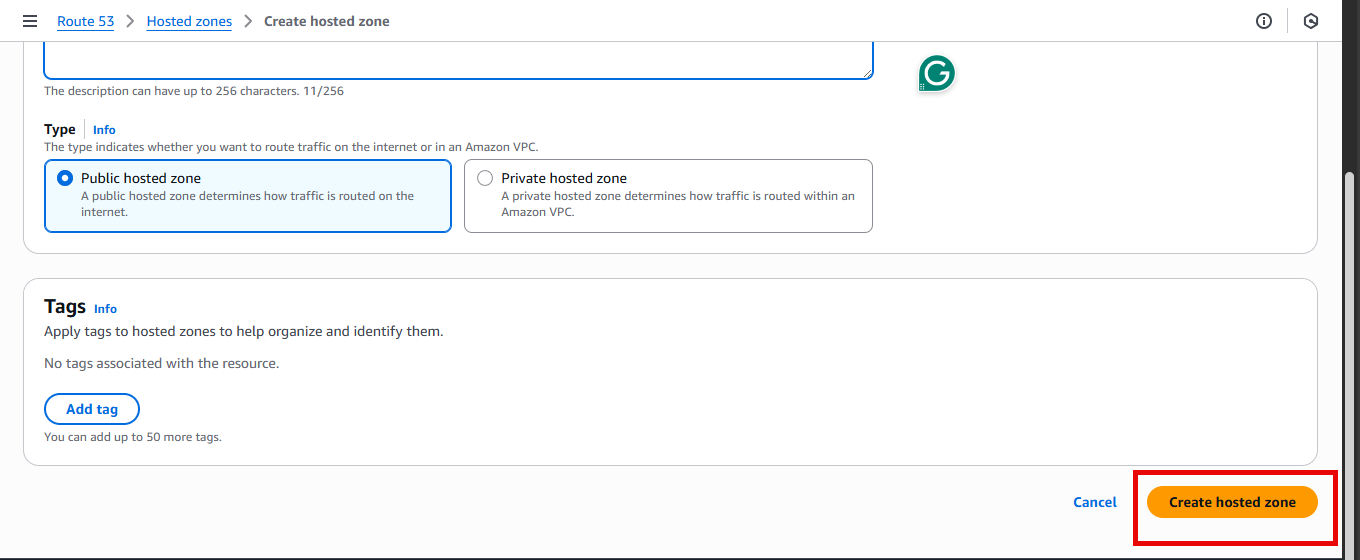 Route 53 > Hosted zones > Create hosted zone
The description can have up to 256 characters. 11/256
Type Info
The type indicates whether you want to route traffic on the internet or in an Amazon VPC.
Public hosted zone
A public hosted zone determines how traffic is routed on the
internet.
Private hosted zone
A private hosted zone determines how traffic is routed within an
Amazon VPC.
Tags Info
Apply tags to hosted zones to help organize and identify them.
No tags associated with the resource.
Add tag
You can add up to 50 more tags.
Cancel Create hosted zone